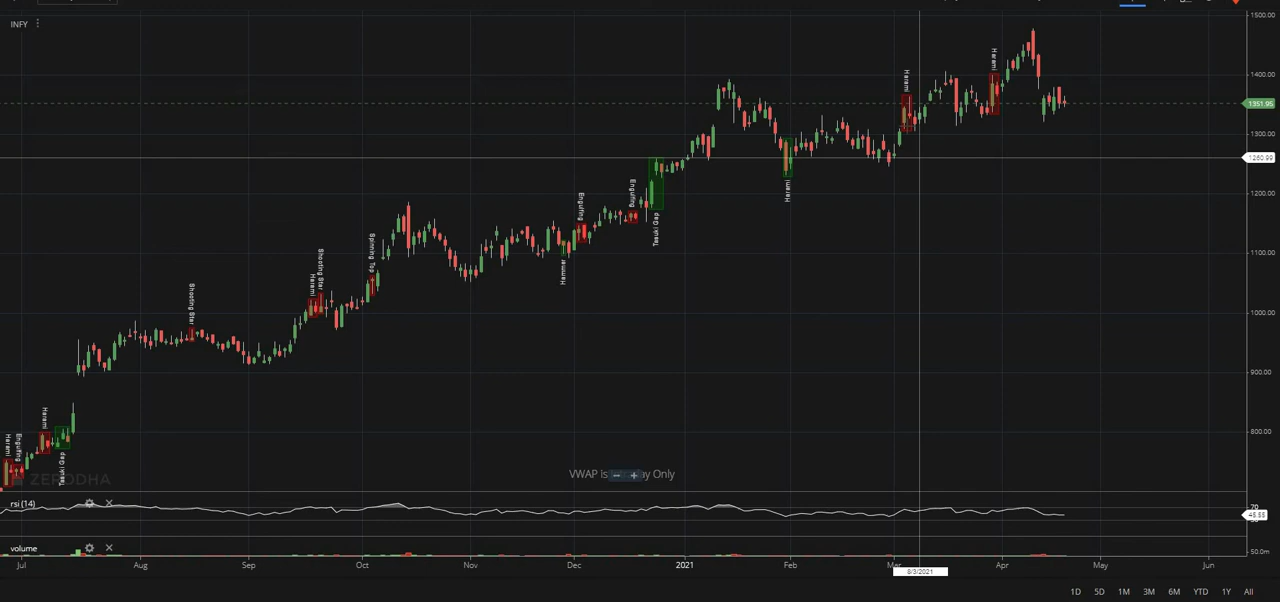 INFY
1500.00
1400.00
1351.95
1300.00
1260.99
1200.00
1100.00
1000.00
900.00
800.00
Harami
Engulfing
Harami
Tasuki Gap
Shooting Star
Harami
Shooting Star
Spinning Top
Hammer
Engulfing
Engulfing
Tasuki Gap
Harami
Harami
Harami
ZERODHA
VWAP is − + ay Only
rsi (14)
70
45.55
volume
50.0m
Jul Aug Sep Oct Nov Dec 2021 Feb Mar Apr May Jun
8/3/2021
1D 5D 1M 3M 6M YTD 1Y All